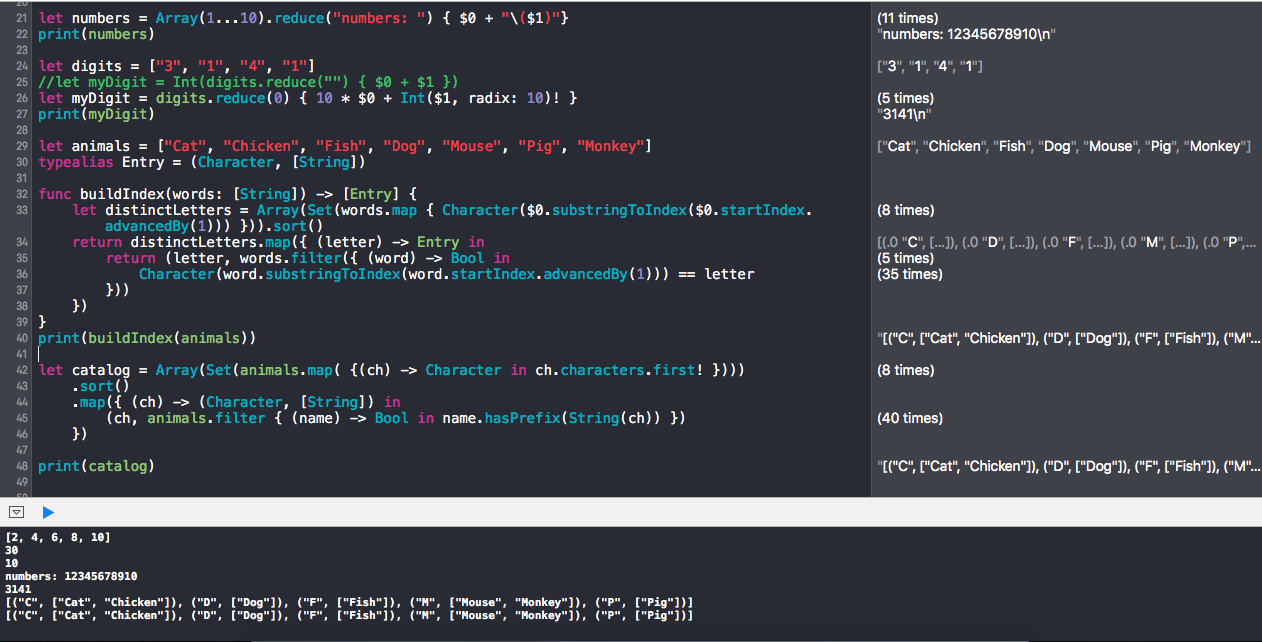 20
21 let numbers = Array(1...10).reduce("numbers: ") { $0 + "\($1)"} (11 times)
22 print(numbers) "numbers: 12345678910\n"
23
24 let digits = ["3", "1", "4", "1"] ["3", "1", "4", "1"]
25 //let myDigit = Int(digits.reduce("") { $0 + $1 })
26 let myDigit = digits.reduce(0) { 10 * $0 + Int($1, radix: 10)! } (5 times)
27 print(myDigit) "3141\n"
28
29 let animals = ["Cat", "Chicken", "Fish", "Dog", "Mouse", "Pig", "Monkey"] ["Cat", "Chicken", "Fish", "Dog", "Mouse", "Pig", "Monkey"]
30 typealias Entry = (Character, [String])
31
32 func buildIndex(words: [String]) -> [Entry] {
33 let distinctLetters = Array(Set(words.map { Character($0.substringToIndex($0.startIndex. (8 times)
advancedBy(1))) })).sort()
34 return distinctLetters.map({ (letter) -> Entry in [(.0 "C", [...]), (.0 "D", [...]), (.0 "F", [...]), (.0 "M", [...]), (.0 "P",...
35 return (letter, words.filter({ (word) -> Bool in (5 times)
36 Character(word.substringToIndex(word.startIndex.advancedBy(1))) == letter (35 times)
37 }))
38 })
39 }
40 print(buildIndex(animals)) "[("C", ["Cat", "Chicken"]), ("D", ["Dog"]), ("F", ["Fish"]), ("M"...
41
42 let catalog = Array(Set(animals.map( {(ch) -> Character in ch.characters.first! }))) (8 times)
43 .sort()
44 .map({ (ch) -> (Character, [String]) in
45 (ch, animals.filter { (name) -> Bool in name.hasPrefix(String(ch)) }) (40 times)
46 })
47
48 print(catalog) "[("C", ["Cat", "Chicken"]), ("D", ["Dog"]), ("F", ["Fish"]), ("M"...
49
50
[2, 4, 6, 8, 10]
30
10
numbers: 12345678910
3141
[("C", ["Cat", "Chicken"]), ("D", ["Dog"]), ("F", ["Fish"]), ("M", ["Mouse", "Monkey"]), ("P", ["Pig"])]
[("C", ["Cat", "Chicken"]), ("D", ["Dog"]), ("F", ["Fish"]), ("M", ["Mouse", "Monkey"]), ("P", ["Pig"])]